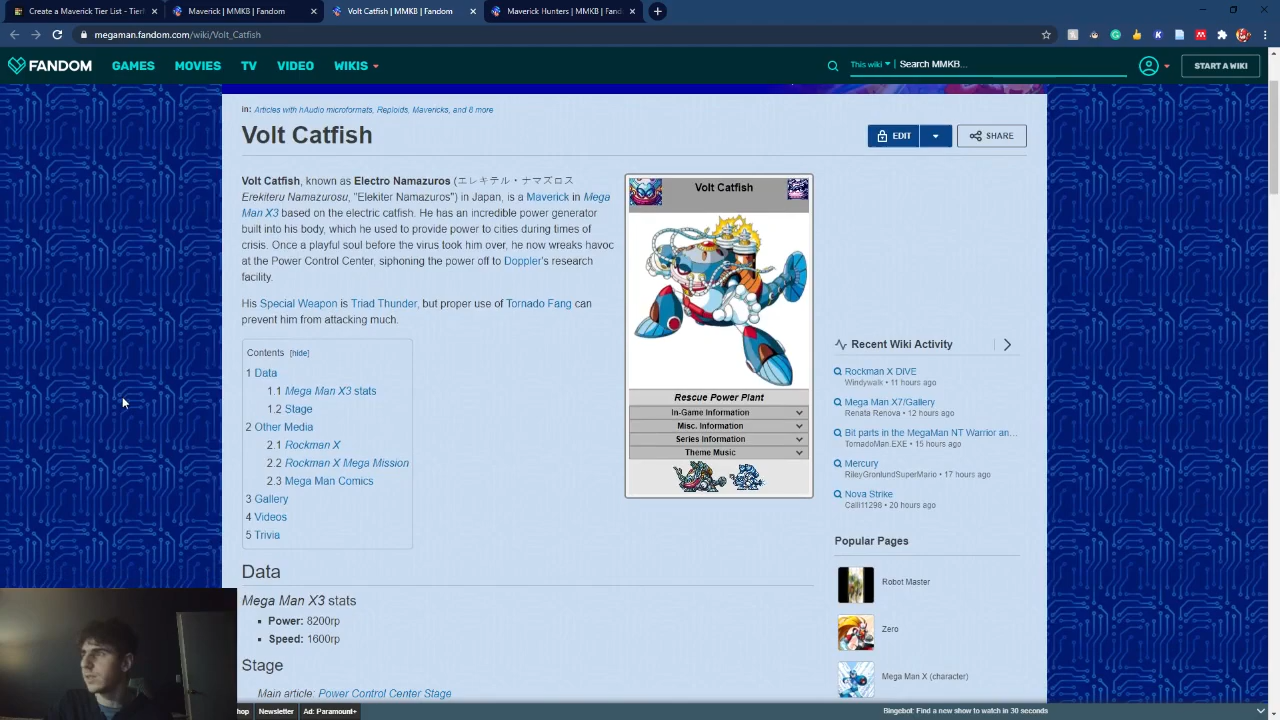 Create a Maverick Tier List - TierM
Maverick | MMKB | Fandom
Maverick | MMKB | Fandom
Maverick Hunters | MMKB | Fand
megaman.fandom.com/wiki/Volt_Catfish
FANDOM GAMES MOVIES TV VIDEO WIKIS
This wiki Search MMKB... START A WIKI
in: Articles with hAudio microformats, Reploids, Mavericks, and 8 more
Volt Catfish
EDIT SHARE
Volt Catfish, known as Electro Namazuros (エレキテル・ナマズロス
Erekiteru Namazurosu, "Elekiter Namazuros") in Japan, is a Maverick in Mega
Man X3 based on the electric catfish. He has an incredible power generator
built into his body, which he used to provide power to cities during times of
crisis. Once a playful soul before the virus took him over, he now wreaks havoc
at the Power Control Center, siphoning the power off to Doppler's research
facility.
His Special Weapon is Triad Thunder, but proper use of Tornado Fang can
prevent him from attacking much.
Contents [hide]
1 Data
1.1 Mega Man X3 stats
1.2 Stage
2 Other Media
2.1 Rockman X
2.2 Rockman X Mega Mission
2.3 Mega Man Comics
3 Gallery
4 Videos
5 Trivia
Data
Mega Man X3 stats
• Power: 8200rp
• Speed: 1600rp
Stage
Main article: Power Control Center Stage
Volt Catfish
Rescue Power Plant
In-Game Information
Misc. Information
Series Information
Theme Music
Recent Wiki Activity
Rockman X DiVE
Windywalk • 11 hours ago
Mega Man X7/Gallery
Renata Renova • 12 hours ago
Bit parts in the MegaMan NT Warrior an...
TornadoMan.EXE • 15 hours ago
Mercury
RileyGronlundSuperMario • 17 hours ago
Nova Strike
Calli11298 • 20 hours ago
Popular Pages
Robot Master
Zero
Mega Man X (character)
hop Newsletter Ad: Paramount+
Bingebot: Find a new show to watch in 30 seconds